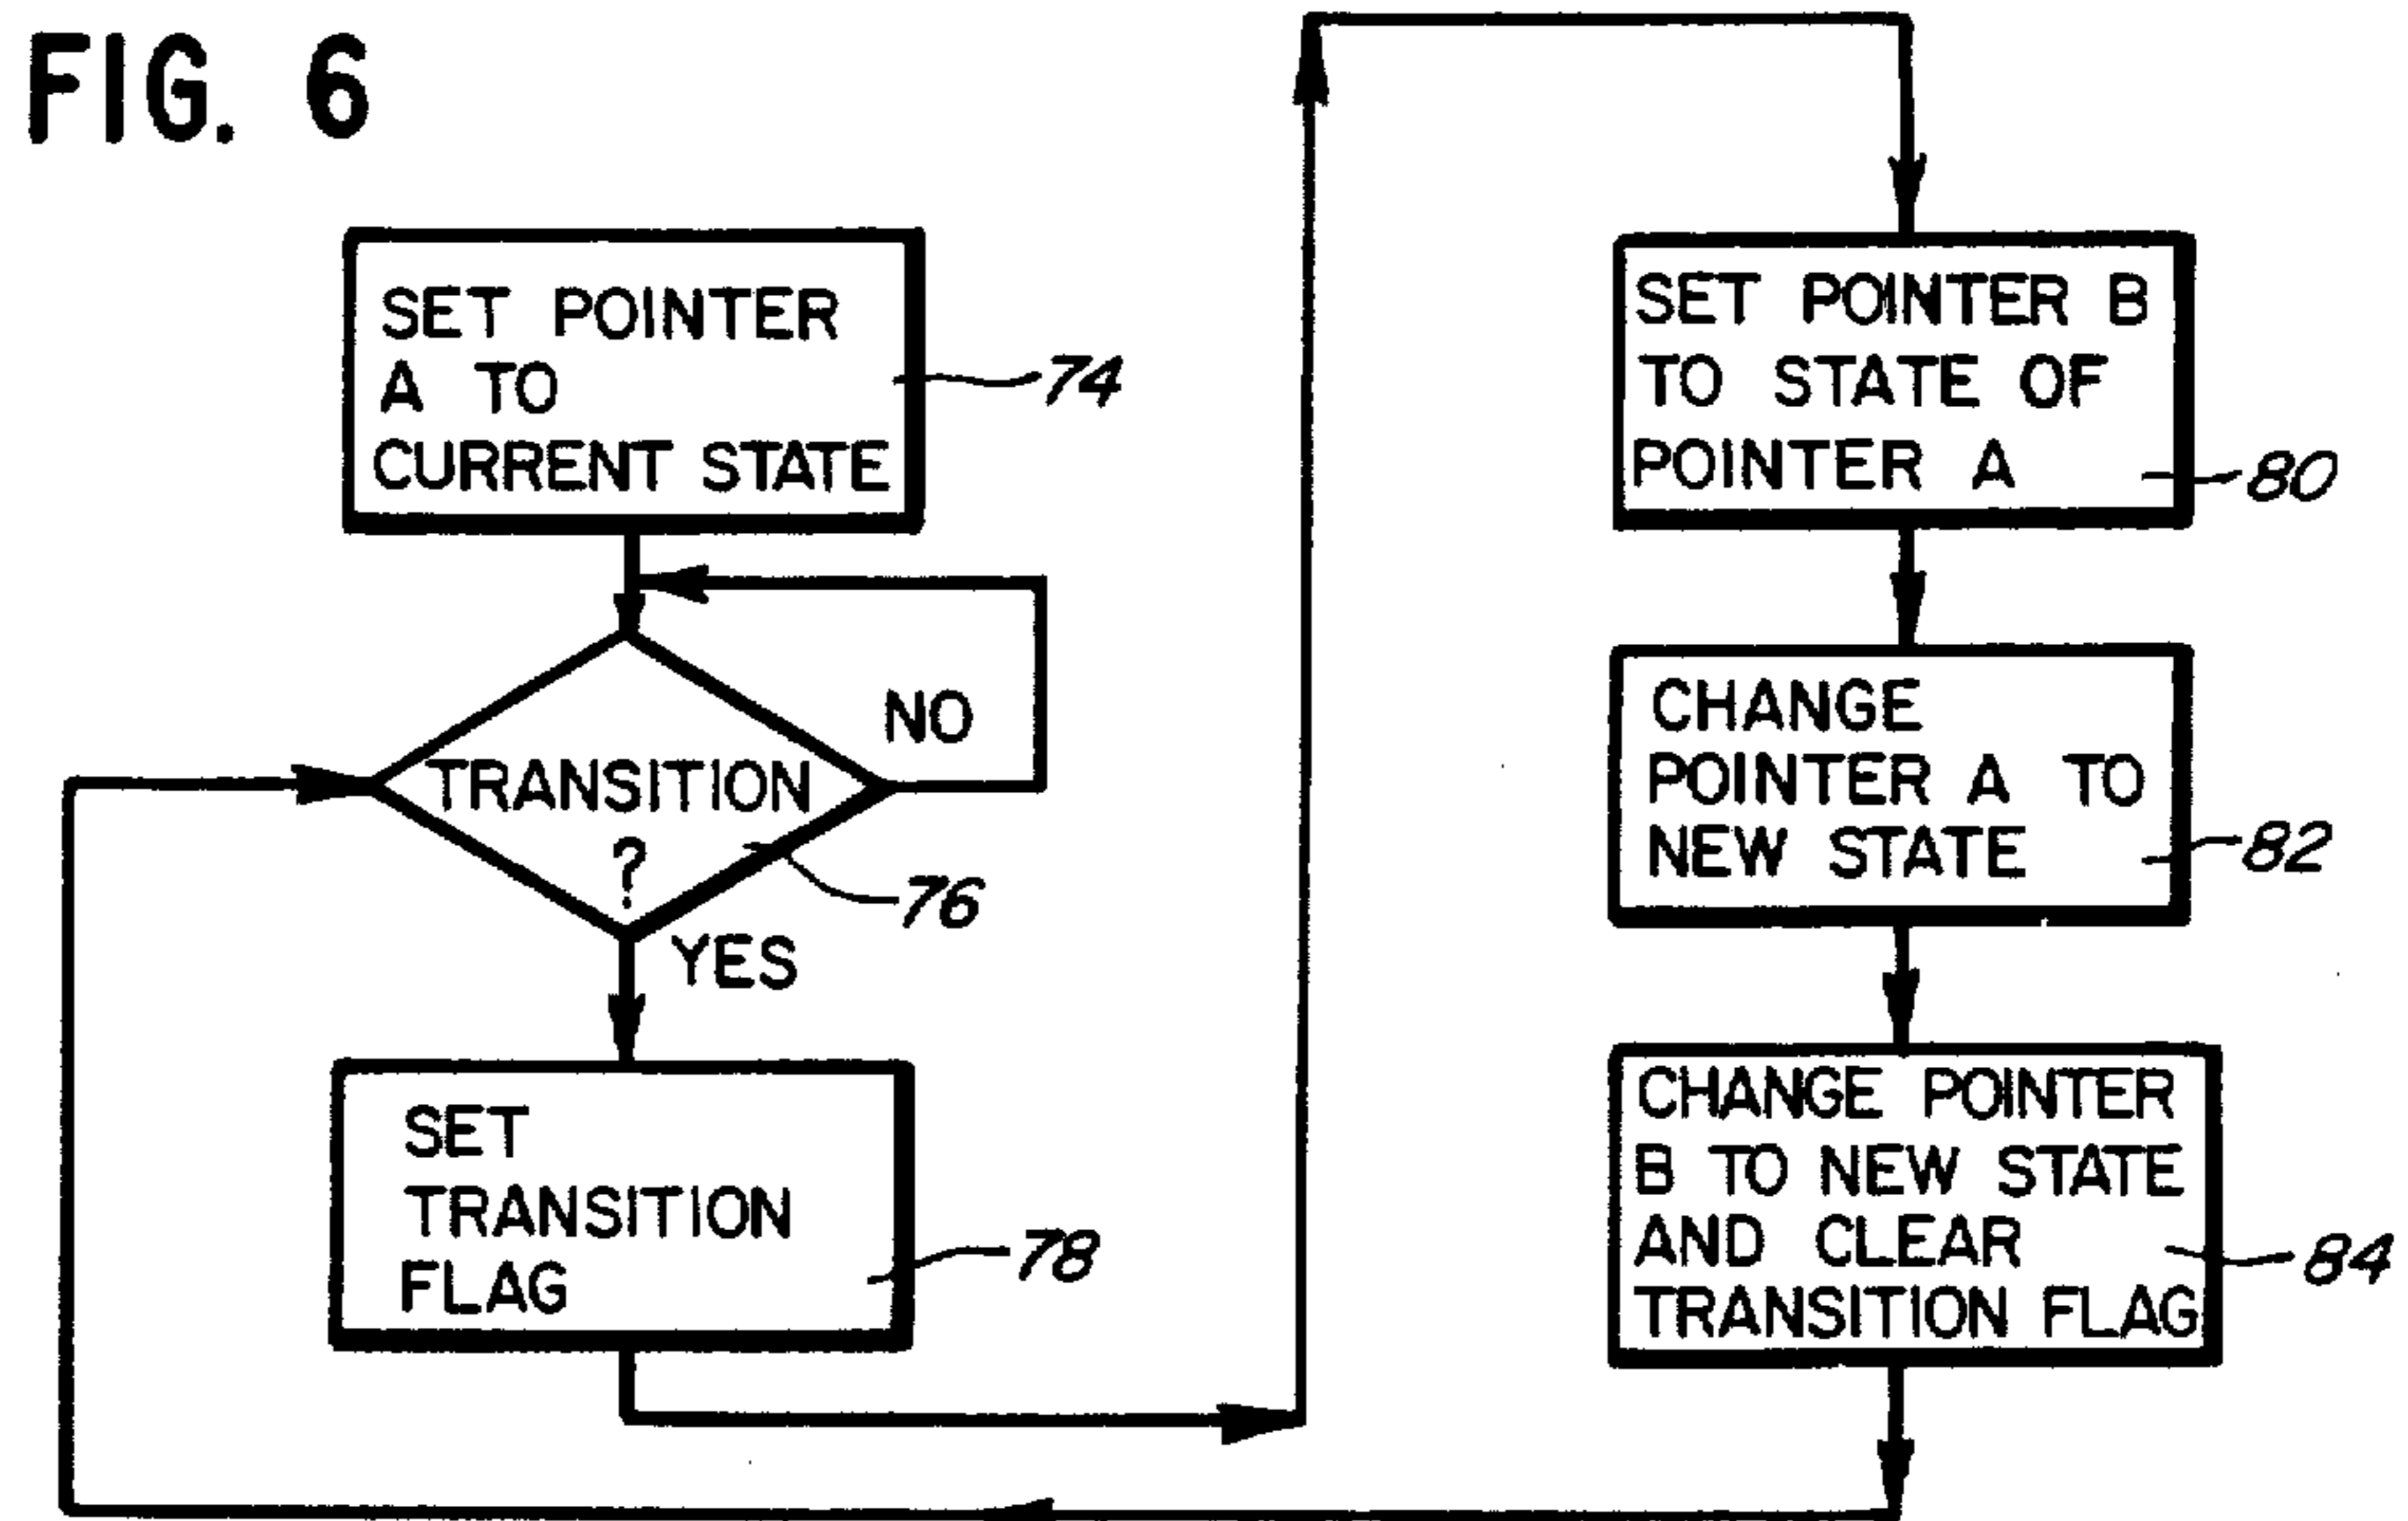 FIG. 6
SET POINTER
A TO
CURRENT STATE
74
NO
TRANSITION
?
76
YES
SET
TRANSITION
FLAG
78
SET POINTER B
TO STATE OF
POINTER A
80
CHANGE
POINTER A TO
NEW STATE
82
CHANGE POINTER
B TO NEW STATE
AND CLEAR
TRANSITION FLAG
84